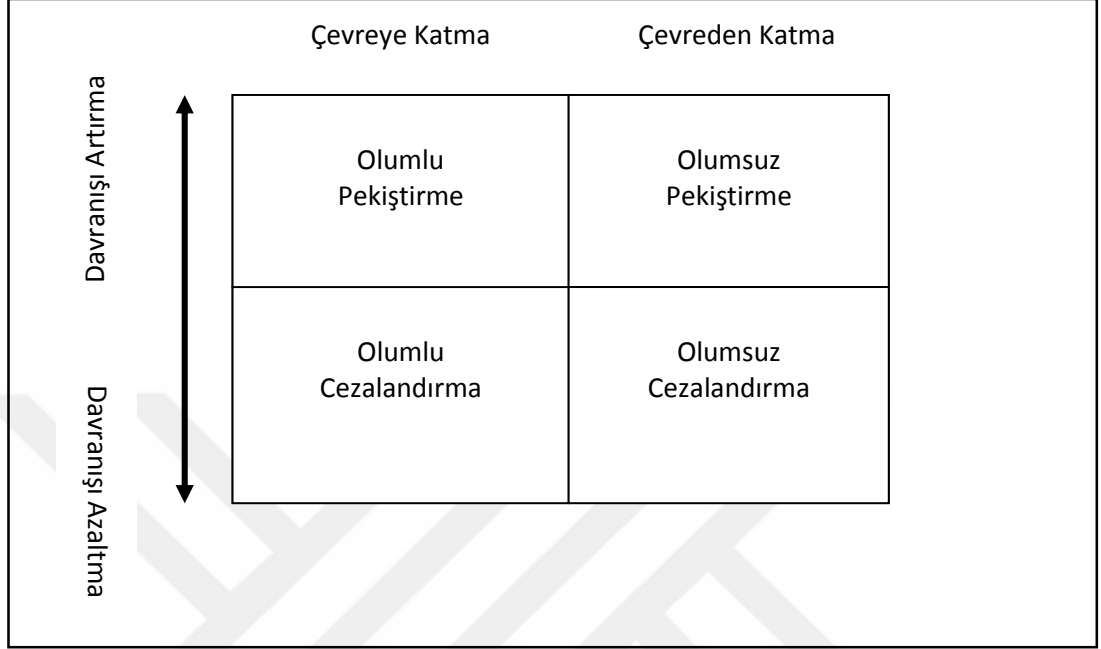 Çevreye Katma
Çevreden Katma
Davranışı Artırma
Olumlu
Pekiştirme
Olumsuz
Pekiştirme
Davranışı Azaltma
Olumlu
Cezalandırma
Olumsuz
Cezalandırma